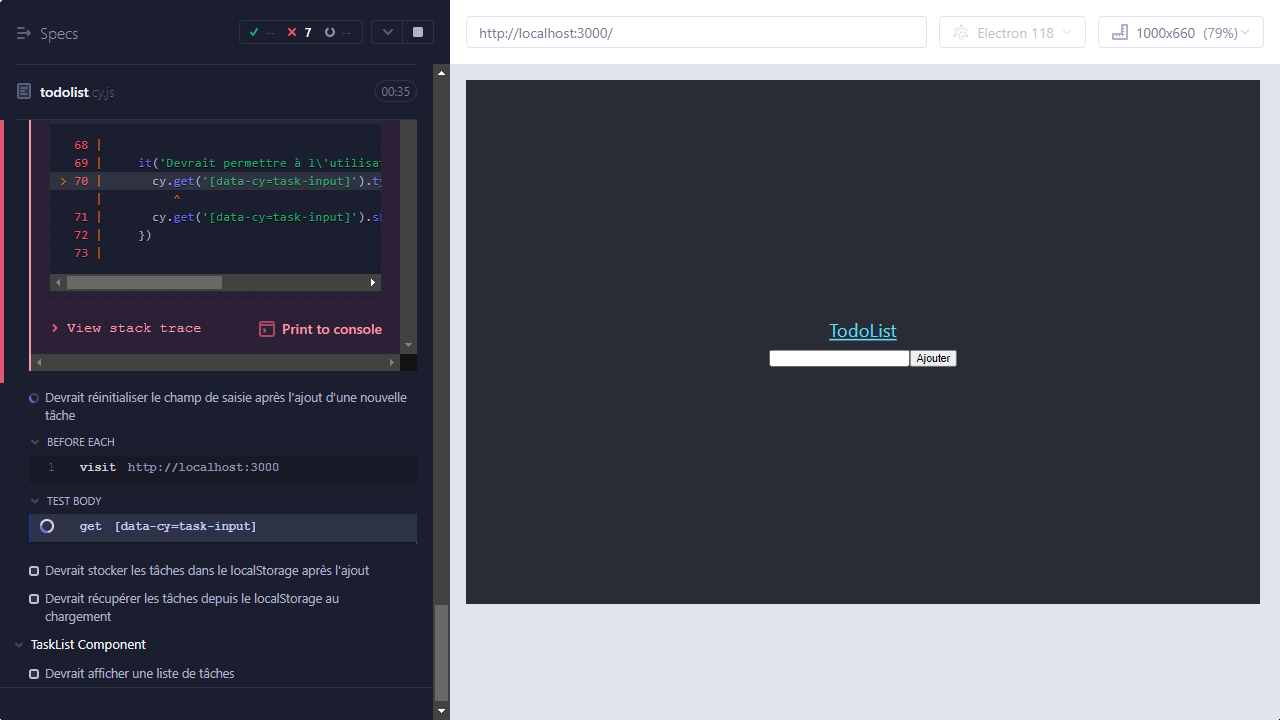 Specs
--
7
--
http://localhost:3000/
Electron 118
1000x660 (79%)
todolist.cy.js
00:35
68 |
69 | it('Devrait permettre à l\'utilisat
> 70 | cy.get('[data-cy=task-input]').ty
| ^
71 | cy.get('[data-cy=task-input]').sh
72 | })
73 |
View stack trace
Print to console
Devrait réinitialiser le champ de saisie après l'ajout d'une nouvelle
tâche
BEFORE EACH
1 visit http://localhost:3000
TEST BODY
get [data-cy=task-input]
Devrait stocker les tâches dans le localStorage après l'ajout
Devrait récupérer les tâches depuis le localStorage au
chargement
TaskList Component
Devrait afficher une liste de tâches
TodoList
Ajouter